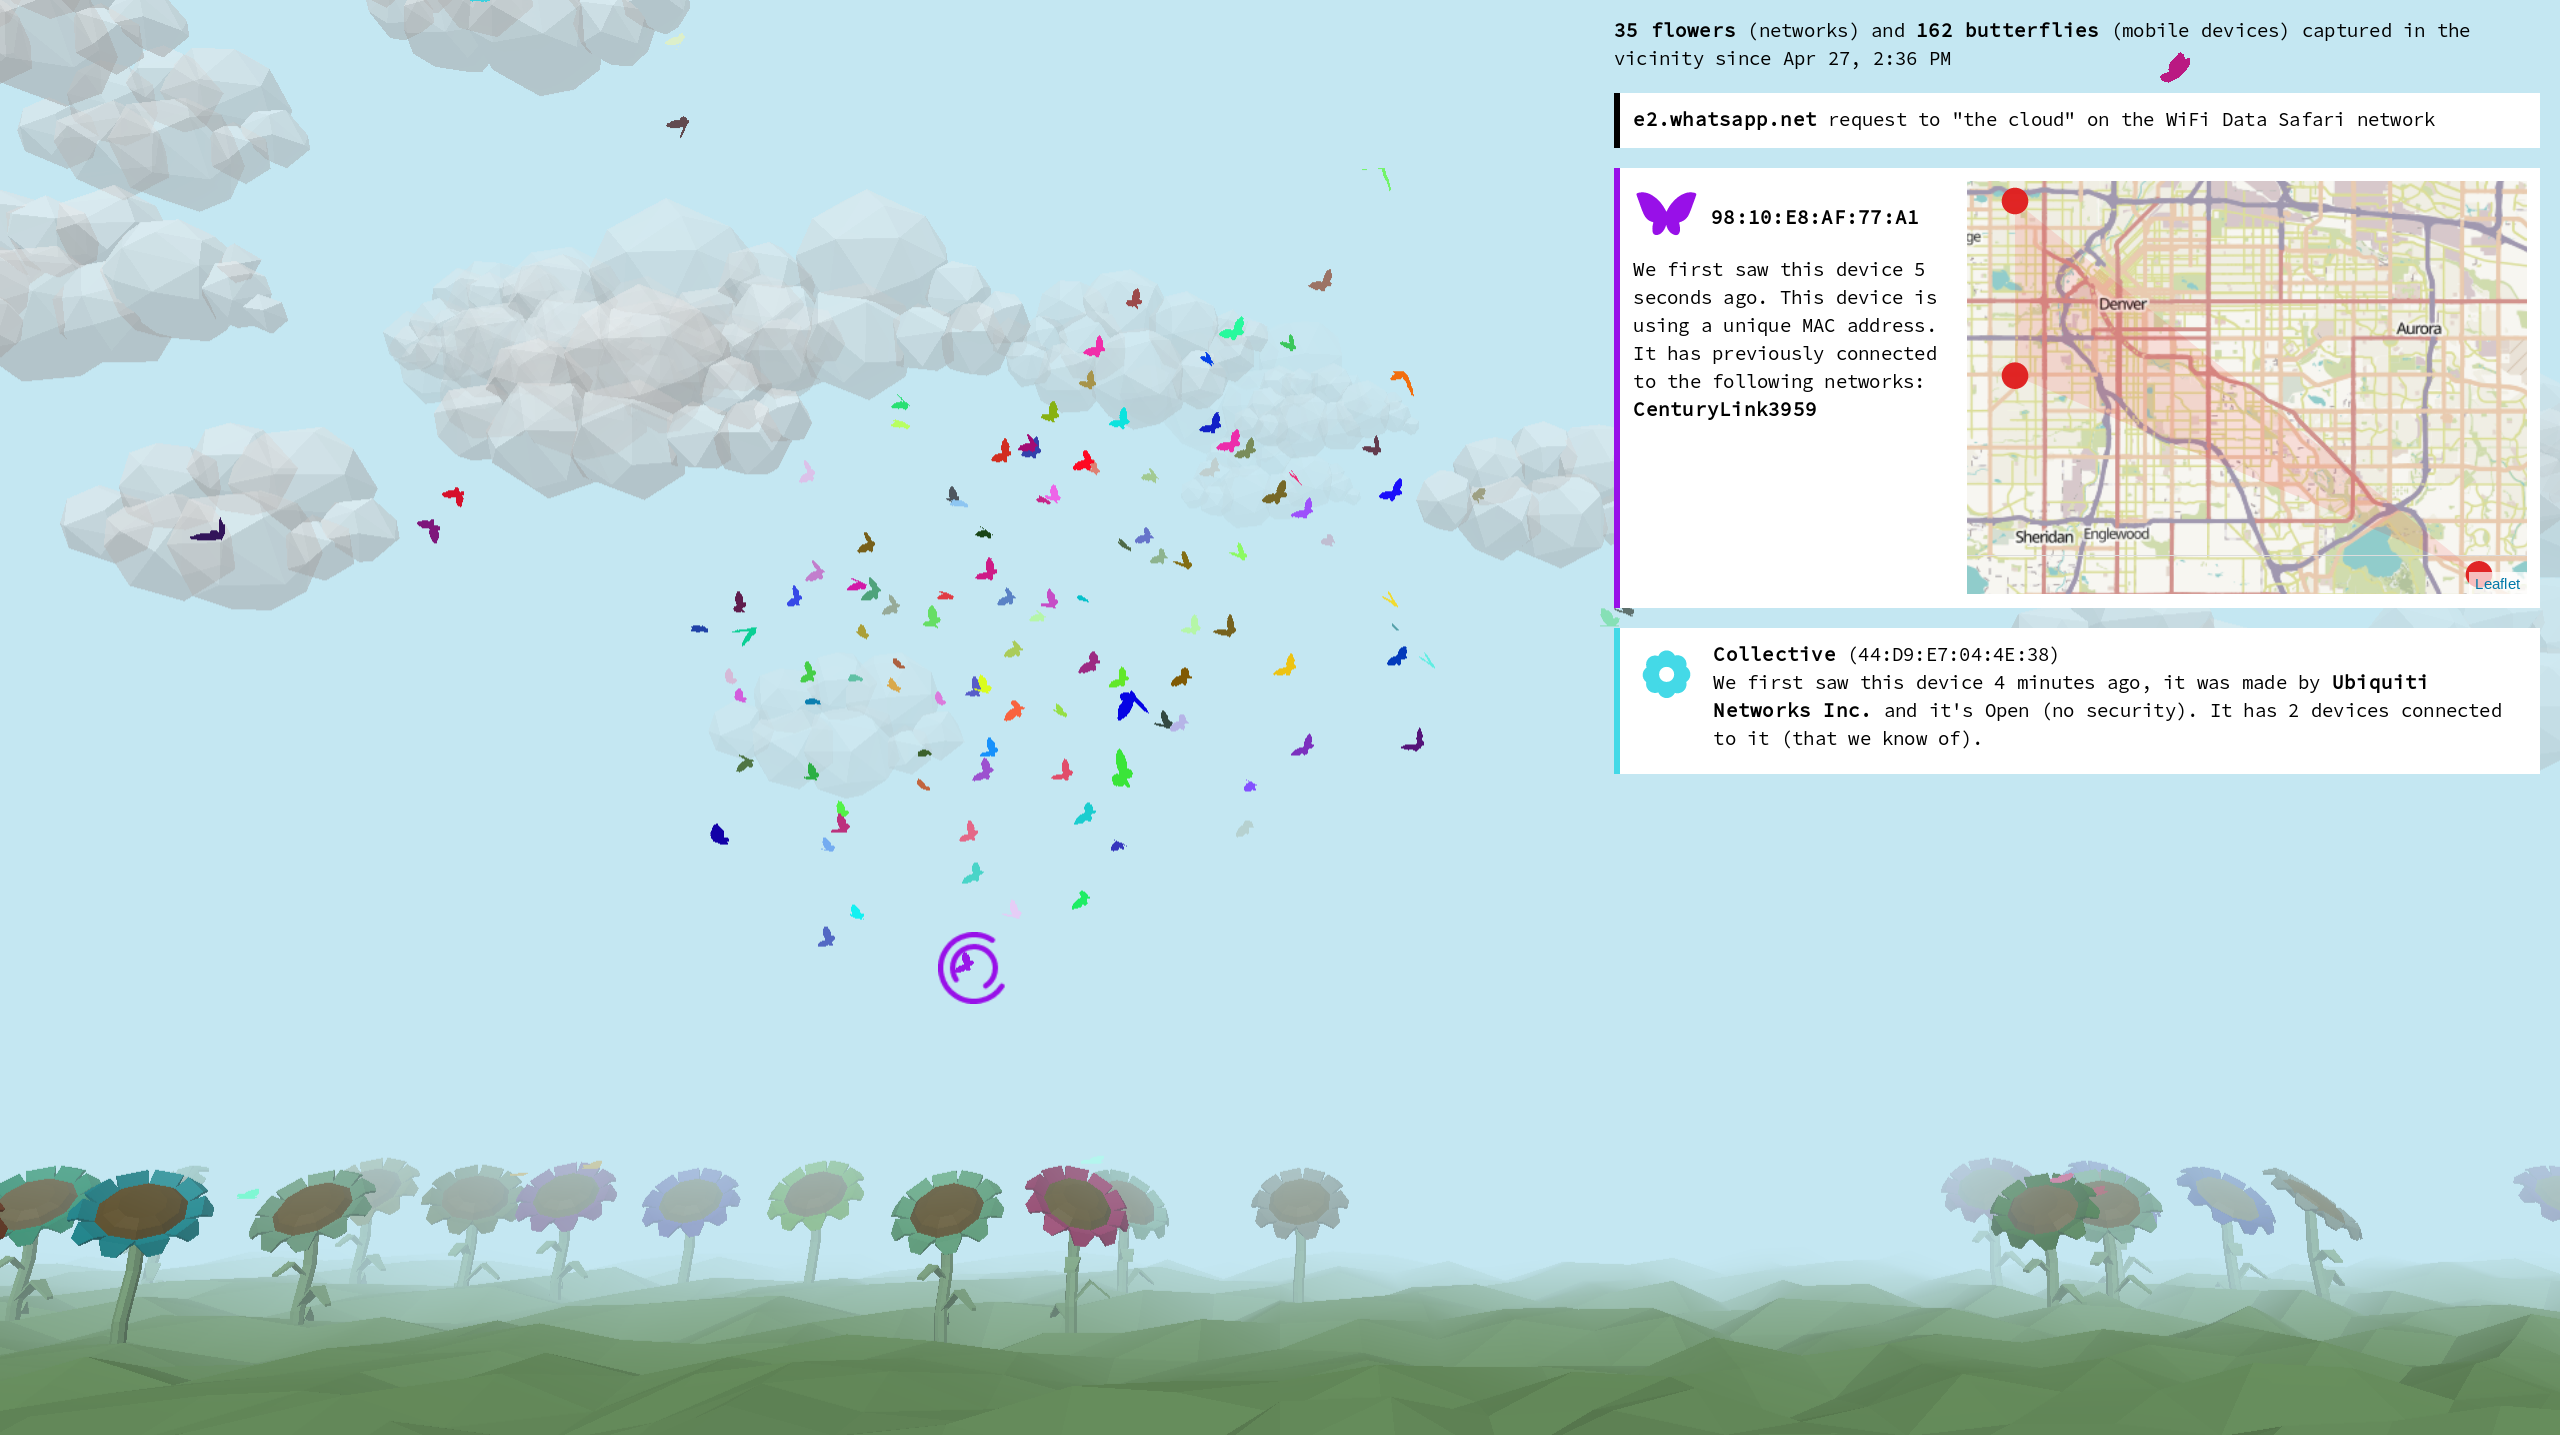 35 flowers (networks) and 162 butterflies (mobile devices) captured in the
vicinity since Apr 27, 2:36 PM
e2.whatsapp.net request to "the cloud" on the WiFi Data Safari network
98:10:E8:AF:77:A1
We first saw this device 5
seconds ago. This device is
using a unique MAC address.
It has previously connected
to the following networks:
CenturyLink3959
ge
Denver
Aurora
Sheridan
Englewood
Leaflet
Collective (44:D9:E7:04:4E:38)
We first saw this device 4 minutes ago, it was made by Ubiquiti
Networks Inc. and it's Open (no security). It has 2 devices connected
to it (that we know of).